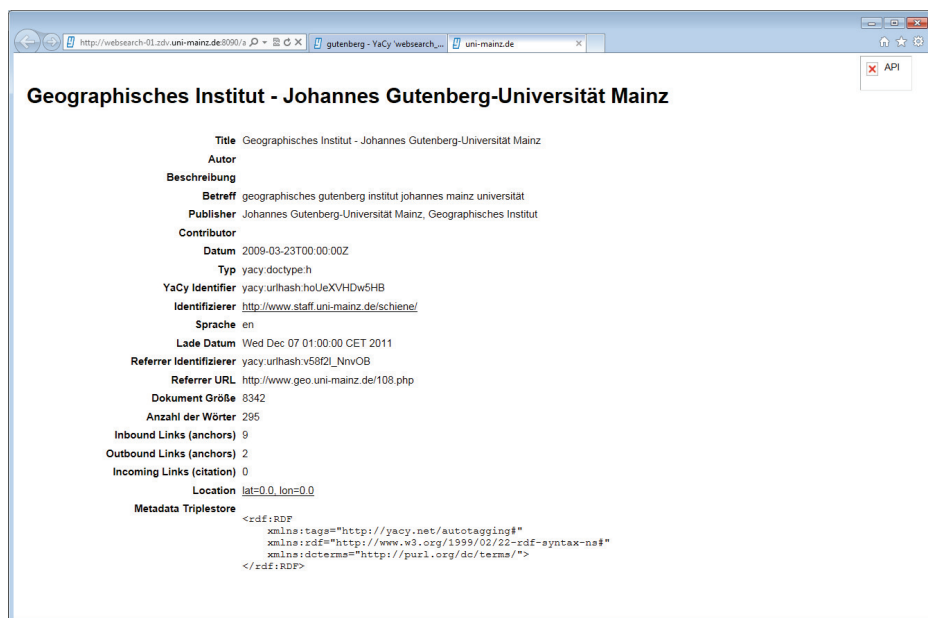 http://websearch-01.zdv.uni-mainz.de:8090/a
gutenberg - YaCy 'websearch_...
uni-mainz.de
API
Geographisches Institut - Johannes Gutenberg-Universität Mainz
Title Geographisches Institut - Johannes Gutenberg-Universität Mainz
Autor
Beschreibung
Betreff geographisches gutenberg institut johannes mainz universität
Publisher Johannes Gutenberg-Universität Mainz, Geographisches Institut
Contributor
Datum 2009-03-23T00:00:00Z
Typ yacy:doctype:h
YaCy Identifier yacy:urlhash:hoUeXVHDw5HB
Identifizierer http://www.staff.uni-mainz.de/schiene/
Sprache en
Lade Datum Wed Dec 07 01:00:00 CET 2011
Referrer Identifizierer yacy:urlhash:v58f2I_NnvOB
Referrer URL http://www.geo.uni-mainz.de/108.php
Dokument Größe 8342
Anzahl der Wörter 295
Inbound Links (anchors) 9
Outbound Links (anchors) 2
Incoming Links (citation) 0
Location lat=0.0, lon=0.0
Metadata Triplestore
<rdf:RDF
xmlns:tags="http://yacy.net/autotagging#"
xmlns:rdf="http://www.w3.org/1999/02/22-rdf-syntax-ns#"
xmlns:dcterms="http://purl.org/dc/terms/">
</rdf:RDF>